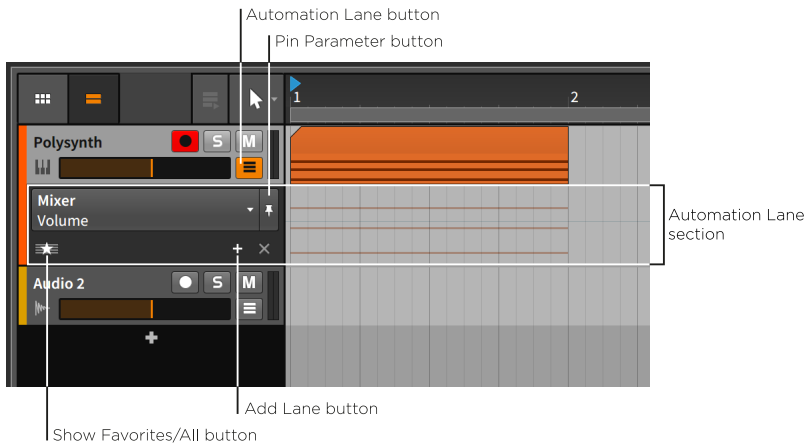 Automation Lane button
Pin Parameter button
1
2
Polysynth
S
M
Mixer
Volume
Automation Lane
section
Audio 2
S
M
Add Lane button
Show Favorites/All button